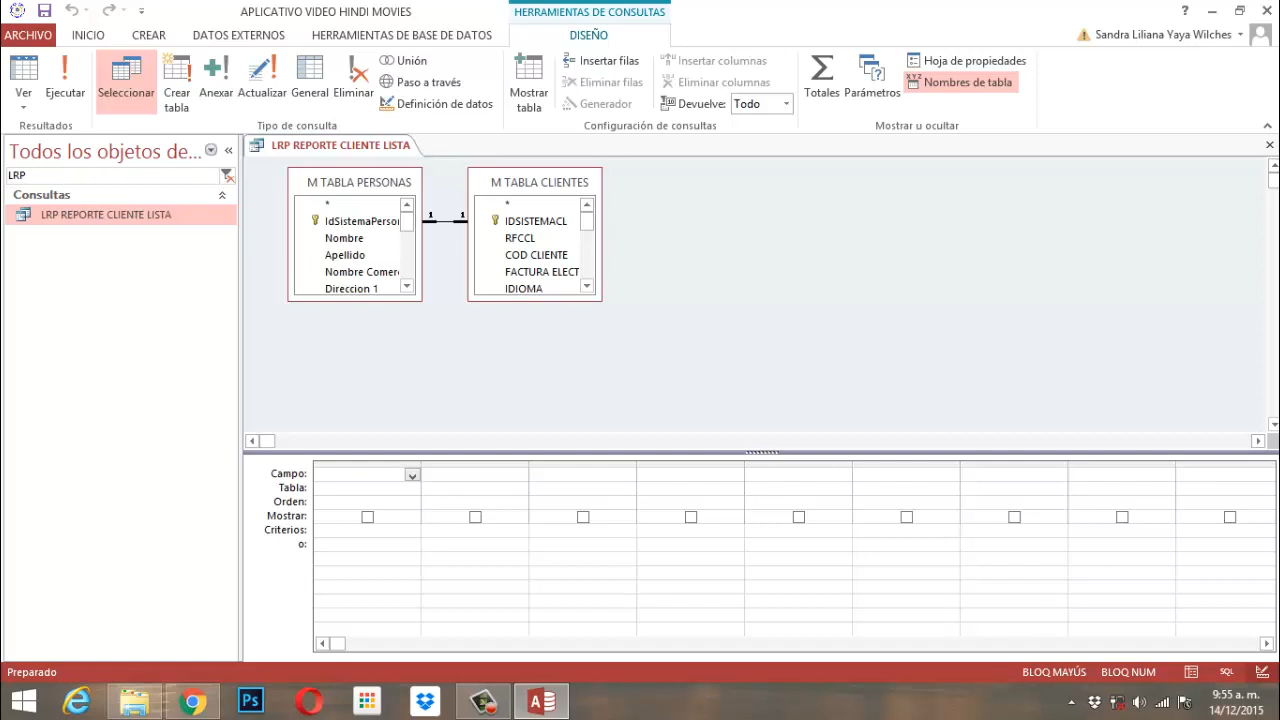 APLICATIVO VIDEO HINDI MOVIES
HERRAMIENTAS DE CONSULTAS
?
ARCHIVO
INICIO
CREAR
DATOS EXTERNOS
HERRAMIENTAS DE BASE DE DATOS
DISEÑO
Sandra Liliana Yaya Wilches
Ver
Ejecutar
Resultados
Seleccionar
Crear
tabla
Anexar
Actualizar
General
Eliminar
Unión
Paso a través
Definición de datos
Tipo de consulta
Mostrar
tabla
Insertar filas
Eliminar filas
Generador
Insertar columnas
Eliminar columnas
Devuelve: Todo
Configuración de consultas
Totales
Parámetros
Hoja de propiedades
XYZ Nombres de tabla
Mostrar u ocultar
Todos los objetos de... «
LRP
Consultas
LRP REPORTE CLIENTE LISTA
LRP REPORTE CLIENTE LISTA
M TABLA PERSONAS
*
IdSistemaPerso
Nombre
Apellido
Nombre Comer
Direccion 1
1 1
M TABLA CLIENTES
*
IDSISTEMACL
RFCCL
COD CLIENTE
FACTURA ELECT
IDIOMA
Campo:
Tabla:
Orden:
Mostrar:
Criterios:
o:
Preparado
BLOQ MAYÚS
BLOQ NUM
SQL
Ps
9:55 a. m.
14/12/2015